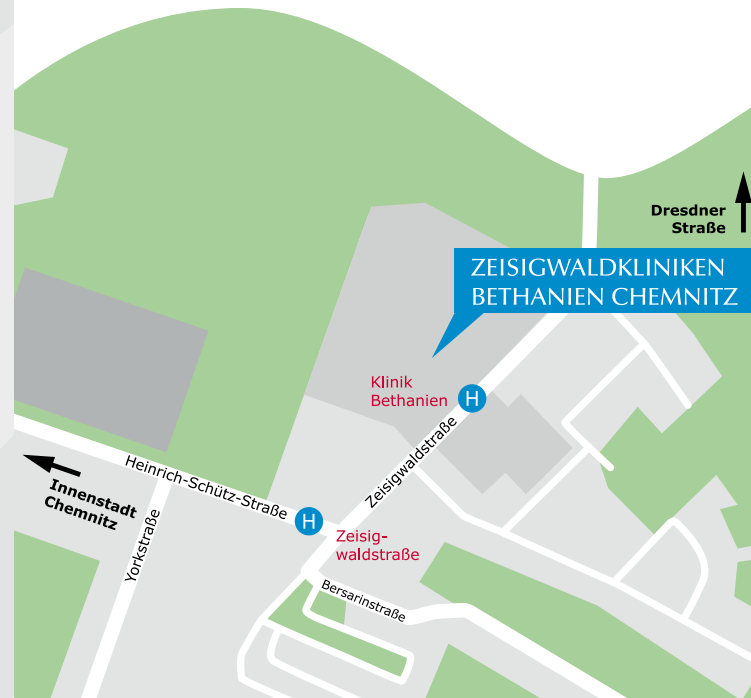 Dresdner
Straße
ZEISIGWALDKLINIKEN
BETHANIEN CHEMNITZ
Klinik
Bethanien
H
Zeisigwaldstraße
Heinrich-Schütz-Straße
Innenstadt
Chemnitz
H
Zeisig-
waldstraße
Yorkstraße
Bersarinstraße